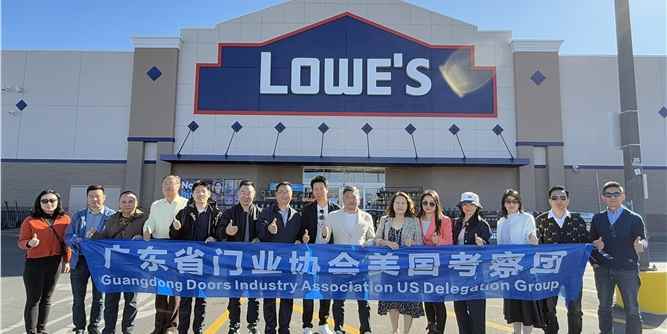 LOWE'S
广东省门业协会美国考察团
Guangdong Doors Industry Association US Delegation Group